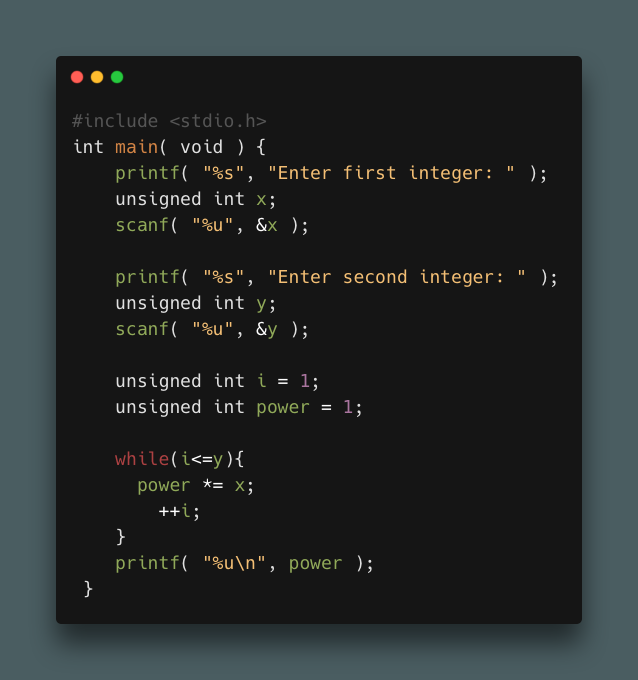 #include <stdio.h>
int main( void ) {
    printf( "%s", "Enter first integer: " );
    unsigned int x;
    scanf( "%u", &x );

    printf( "%s", "Enter second integer: " );
    unsigned int y;
    scanf( "%u", &y );

    unsigned int i = 1;
    unsigned int power = 1;

    while(i<=y){
      power *= x;
        ++i;
    }
    printf( "%u\n", power );
 }